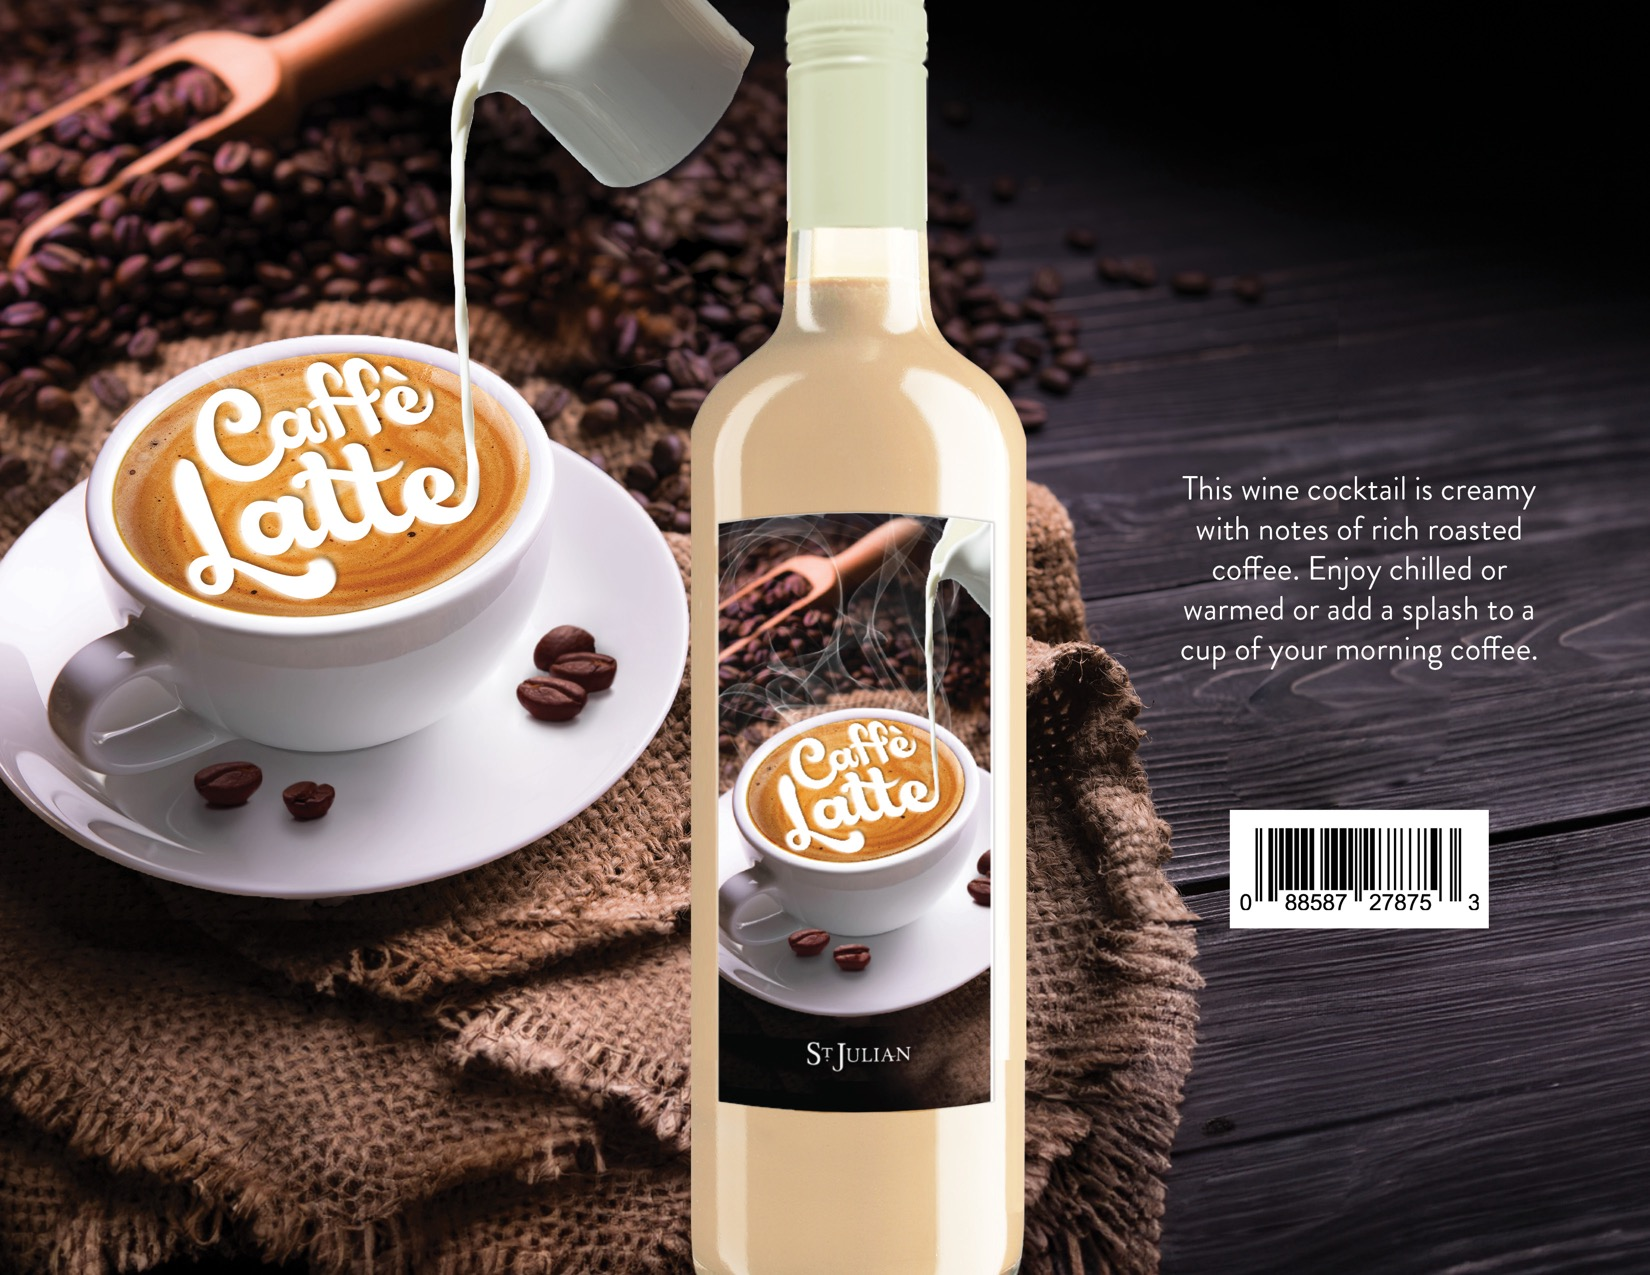 Caffè
Latte
Caffè
Latte
ST JULIAN
This wine cocktail is creamy
with notes of rich roasted
coffee. Enjoy chilled or
warmed or add a splash to a
cup of your morning coffee.
0 88587 27875 3